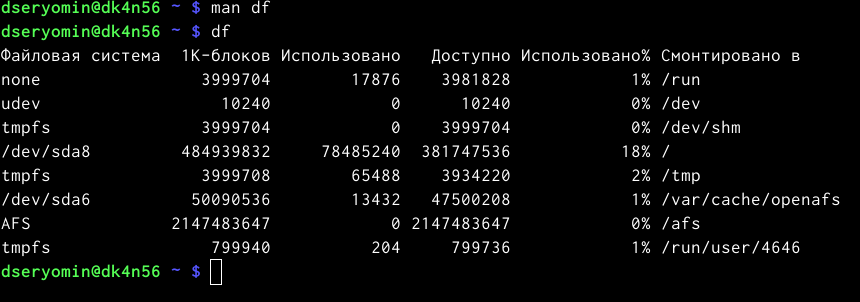 dseryomin@dk4n56 ~ $ man df
dseryomin@dk4n56 ~ $ df
Файловая система 1K-блоков Использовано Доступно Использовано% Смонтировано в
none 3999704 17876 3981828 1% /run
udev 10240 0 10240 0% /dev
tmpfs 3999704 0 3999704 0% /dev/shm
/dev/sda8 484939832 78485240 381747536 18% /
tmpfs 3999708 65488 3934220 2% /tmp
/dev/sda6 50090536 13432 47500208 1% /var/cache/openafs
AFS 2147483647 0 2147483647 0% /afs
tmpfs 799940 204 799736 1% /run/user/4646
dseryomin@dk4n56 ~ $